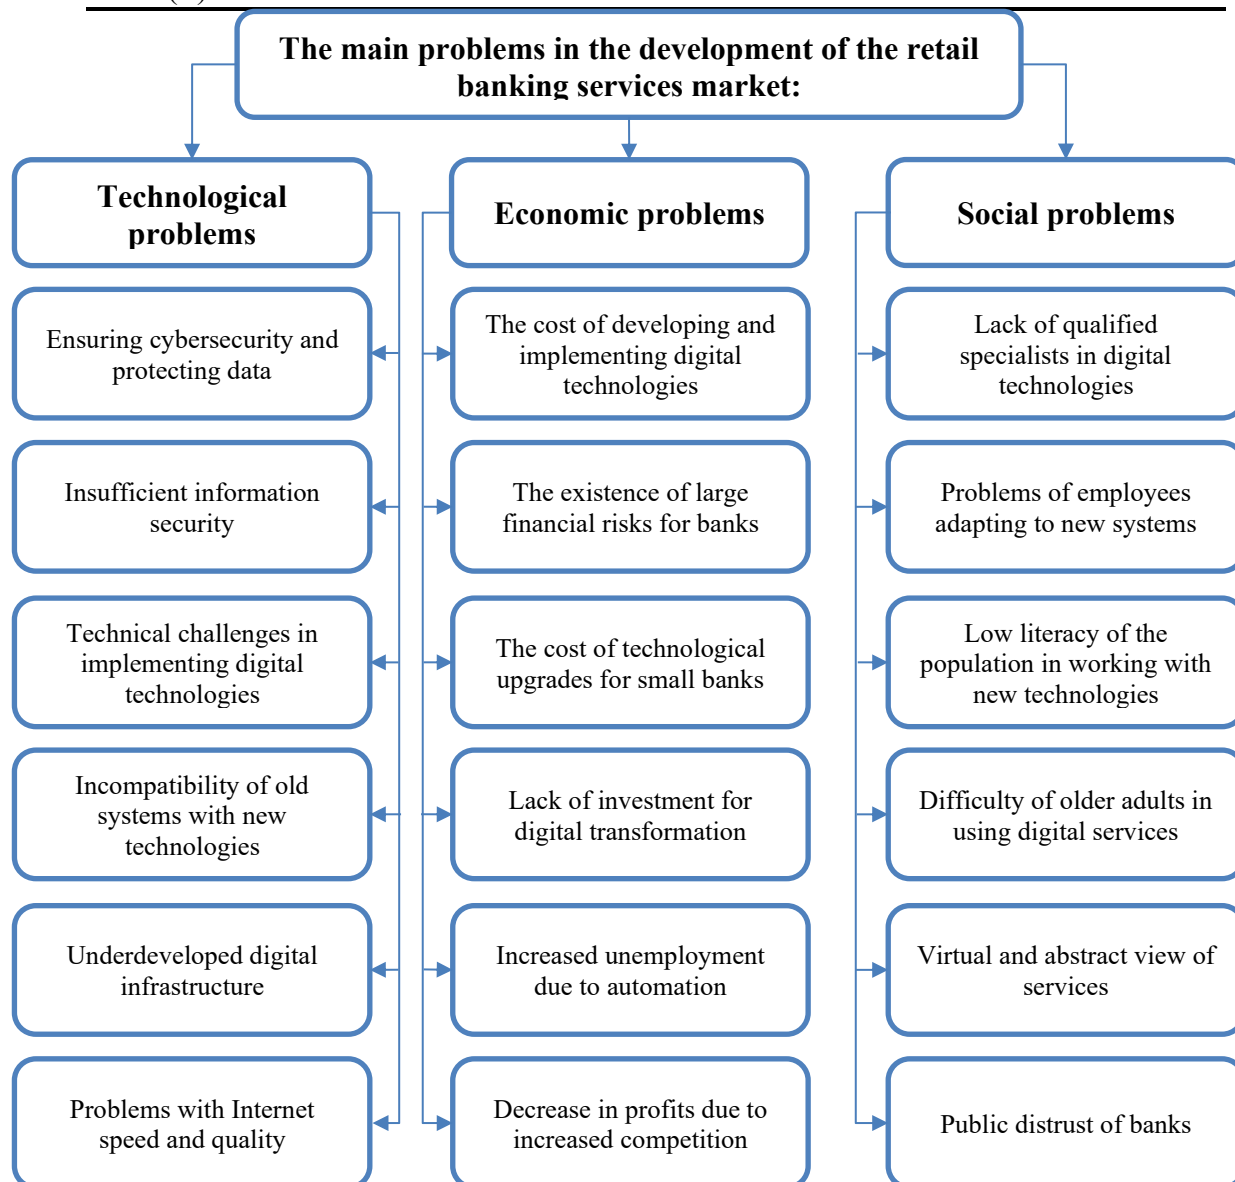 The main problems in the development of the retail
banking services market:
Technological
problems
Economic problems
Social problems
Ensuring cybersecurity and
protecting data
The cost of developing and
implementing digital
technologies
Lack of qualified
specialists in digital
technologies
Insufficient information
security
The existence of large
financial risks for banks
Problems of employees
adapting to new systems
Technical challenges in
implementing digital
technologies
The cost of technological
upgrades for small banks
Low literacy of the
population in working with
new technologies
Incompatibility of old
systems with new
technologies
Lack of investment for
digital transformation
Difficulty of older adults in
using digital services
Underdeveloped digital
infrastructure
Increased unemployment
due to automation
Virtual and abstract view of
services
Problems with Internet
speed and quality
Decrease in profits due to
increased competition
Public distrust of banks